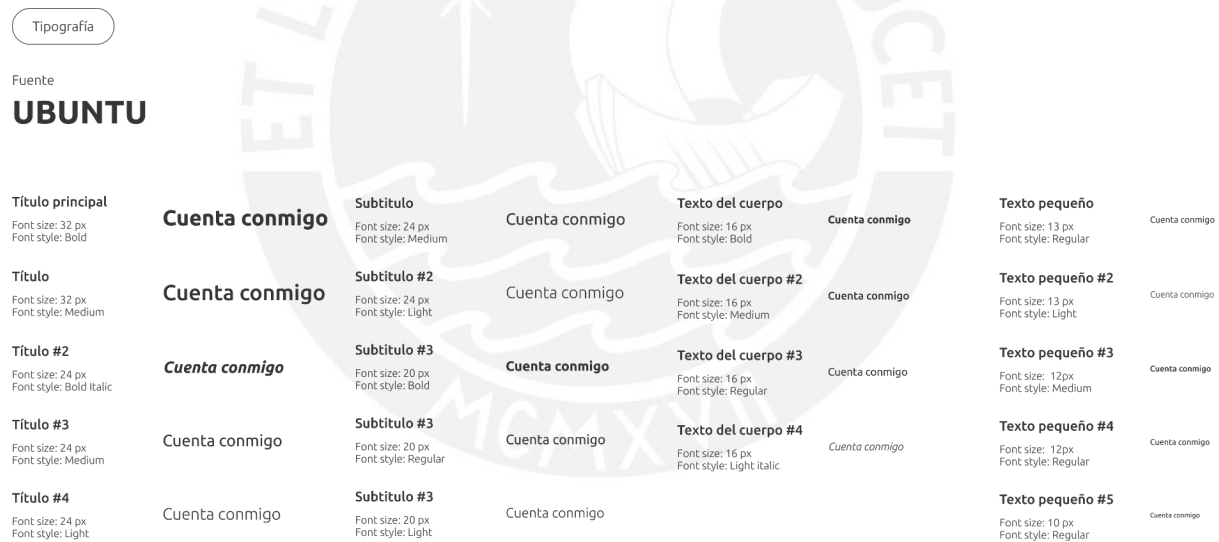 Tipografía
Fuente
UBUNTU
Título principal
Font size: 32 px
Font style: Bold
Cuenta conmigo
Título
Font size: 32 px
Font style: Medium
Cuenta conmigo
Título #2
Font size: 24 px
Font style: Bold Italic
Cuenta conmigo
Título #3
Font size: 24 px
Font style: Medium
Cuenta conmigo
Título #4
Font size: 24 px
Font style: Light
Cuenta conmigo
Subtitulo
Font size: 24 px
Font style: Medium
Cuenta conmigo
Subtitulo #2
Font size: 24 px
Font style: Light
Cuenta conmigo
Subtitulo #3
Font size: 20 px
Font style: Bold
Cuenta conmigo
Subtitulo #3
Font size: 20 px
Font style: Regular
Cuenta conmigo
Subtitulo #3
Font size: 20 px
Font style: Light
Cuenta conmigo
Texto del cuerpo
Font size: 16 px
Font style: Bold
Cuenta conmigo
Texto del cuerpo #2
Font size: 16 px
Font style: Medium
Cuenta conmigo
Texto del cuerpo #3
Font size: 16 px
Font style: Regular
Cuenta conmigo
Texto del cuerpo #4
Font size: 16 px
Font style: Light italic
Cuenta conmigo
Texto pequeño
Font size: 13 px
Font style: Regular
Cuenta conmigo
Texto pequeño #2
Font size: 13 px
Font style: Light
Cuenta conmigo
Texto pequeño #3
Font size: 12px
Font style: Medium
Cuenta conmigo
Texto pequeño #4
Font size: 12px
Font style: Regular
Cuenta conmigo
Texto pequeño #5
Font size: 10 px
Font style: Regular
Cuenta conmigo
ET
MCMXVII